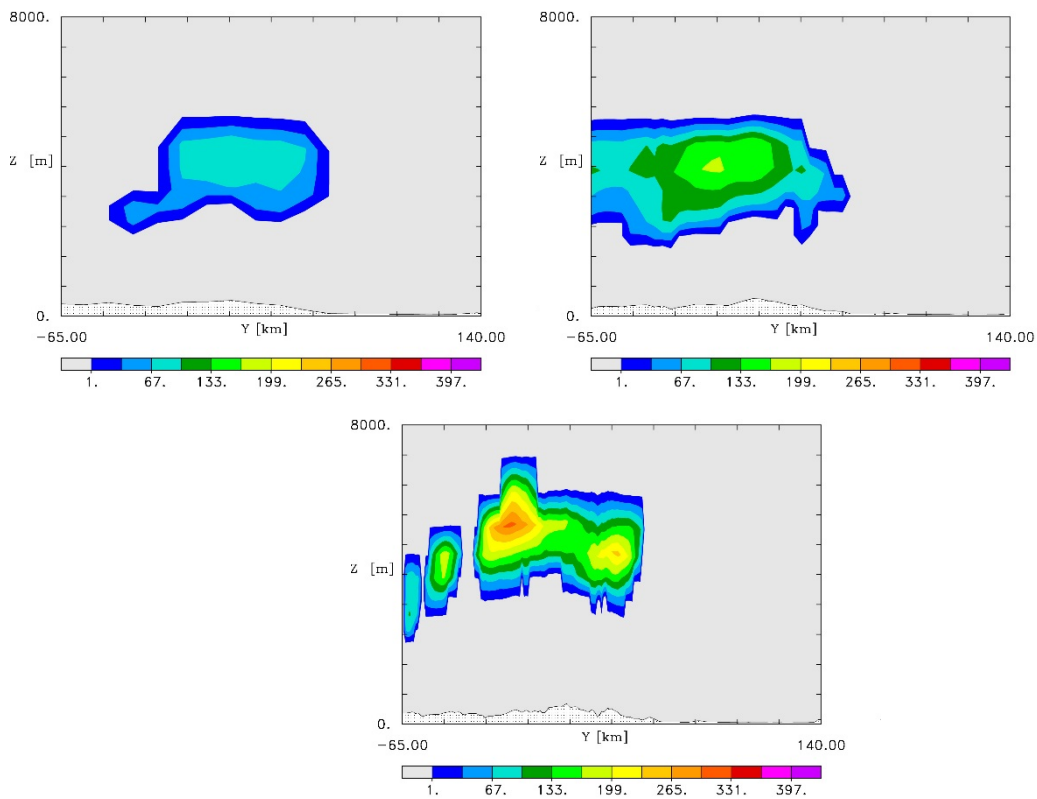 8000.
Z [m]
0.
-65.00 Y [km] 140.00
1. 67. 133. 199. 265. 331. 397.
8000.
Z [m]
0.
-65.00 Y [km] 140.00
1. 67. 133. 199. 265. 331. 397.
8000.
Z [m]
0.
-65.00 Y [km] 140.00
1. 67. 133. 199. 265. 331. 397.